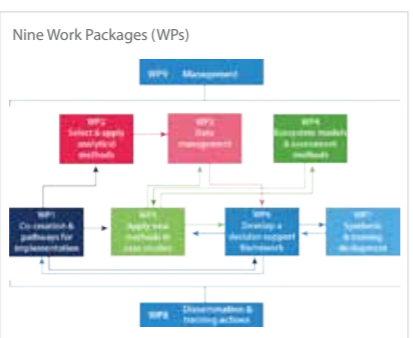 Nine Work Packages (WPs)
WP9 Management
WP2
Select & apply
analytical
methods
WP3
Data
management
WP4
Ecosystem models
& assessment
methods
WP1
Co-creation &
pathways for
implementation
WP5
Apply new
methods in
case studies
WP6
Develop a
decision support
framework
WP7
Synthesis
& training
WP8
Dissemination &
training actions